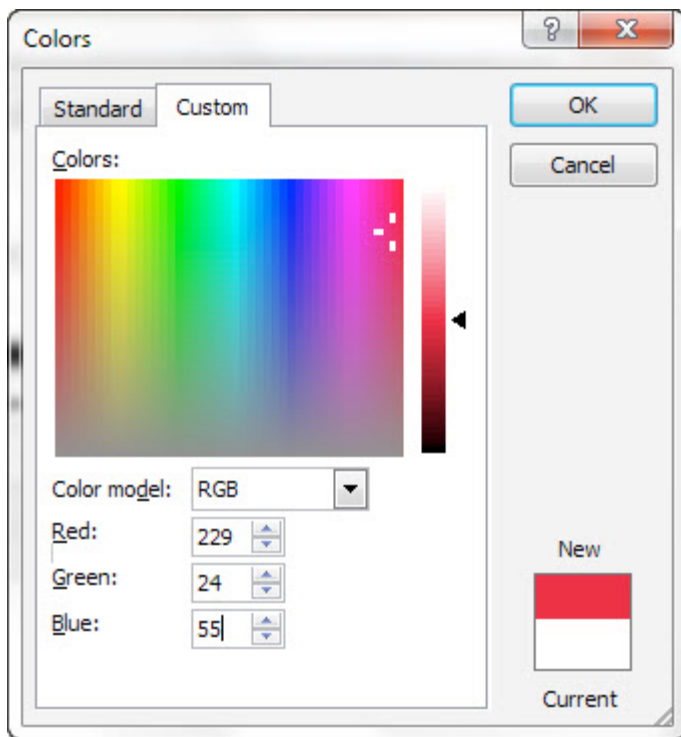 Colors
?
X
Standard Custom
OK
Cancel
Colors:
Color model: RGB
Red: 229
Green: 24
Blue: 55
New
Current